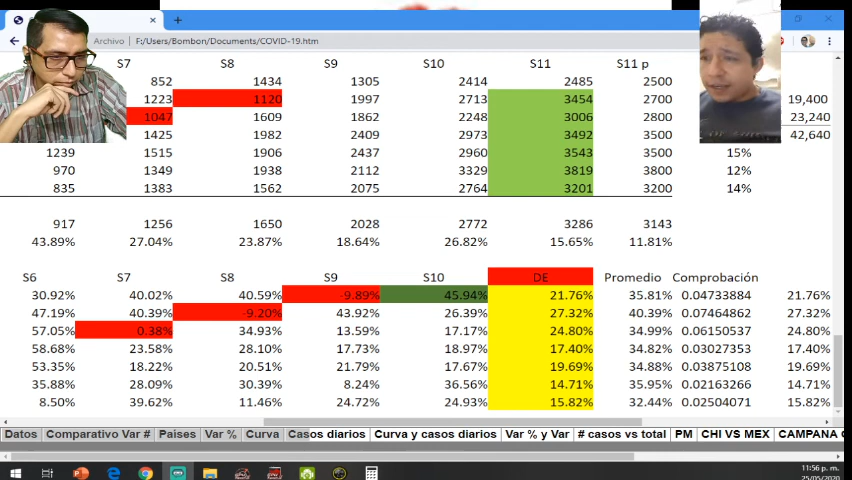 Archivo F:/Users/Bombon/Documents/COVID-19.htm
S7 S8 S9 S10 S11 S11 p
852 1434 1305 2414 2485 2500
1223 1120 1997 2713 3454 2700 19,400
1047 1609 1862 2248 3006 2800 23,240
1425 1982 2409 2973 3492 3500 42,640
1239 1515 1906 2437 2960 3543 3500 15%
970 1349 1938 2112 3329 3819 3800 12%
835 1383 1562 2075 2764 3201 3200 14%
917 1256 1650 2028 2772 3286 3143
43.89% 27.04% 23.87% 18.64% 26.82% 15.65% 11.81%
S6 S7 S8 S9 S10 DE Promedio Comprobación
30.92% 40.02% 40.59% -9.89% 45.94% 21.76% 35.81% 0.04733884 21.76%
47.19% 40.39% -9.20% 43.92% 26.39% 27.32% 40.39% 0.07464862 27.32%
57.05% 0.38% 34.93% 13.59% 17.17% 24.80% 34.99% 0.06150537 24.80%
58.68% 23.58% 28.10% 17.73% 18.97% 17.40% 34.82% 0.03027353 17.40%
53.35% 18.22% 20.51% 21.79% 17.67% 19.69% 34.88% 0.03875108 19.69%
35.88% 28.09% 30.39% 8.24% 36.56% 14.71% 35.95% 0.02163266 14.71%
8.50% 39.62% 11.46% 24.72% 24.93% 15.82% 32.44% 0.02504071 15.82%
Datos Comparativo Var # Paises Var % Curva Casos diarios Curva y casos diarios Var % y Var # casos vs total PM CHI VS MEX CAMPANA
11:56 p. m.
25/05/2020